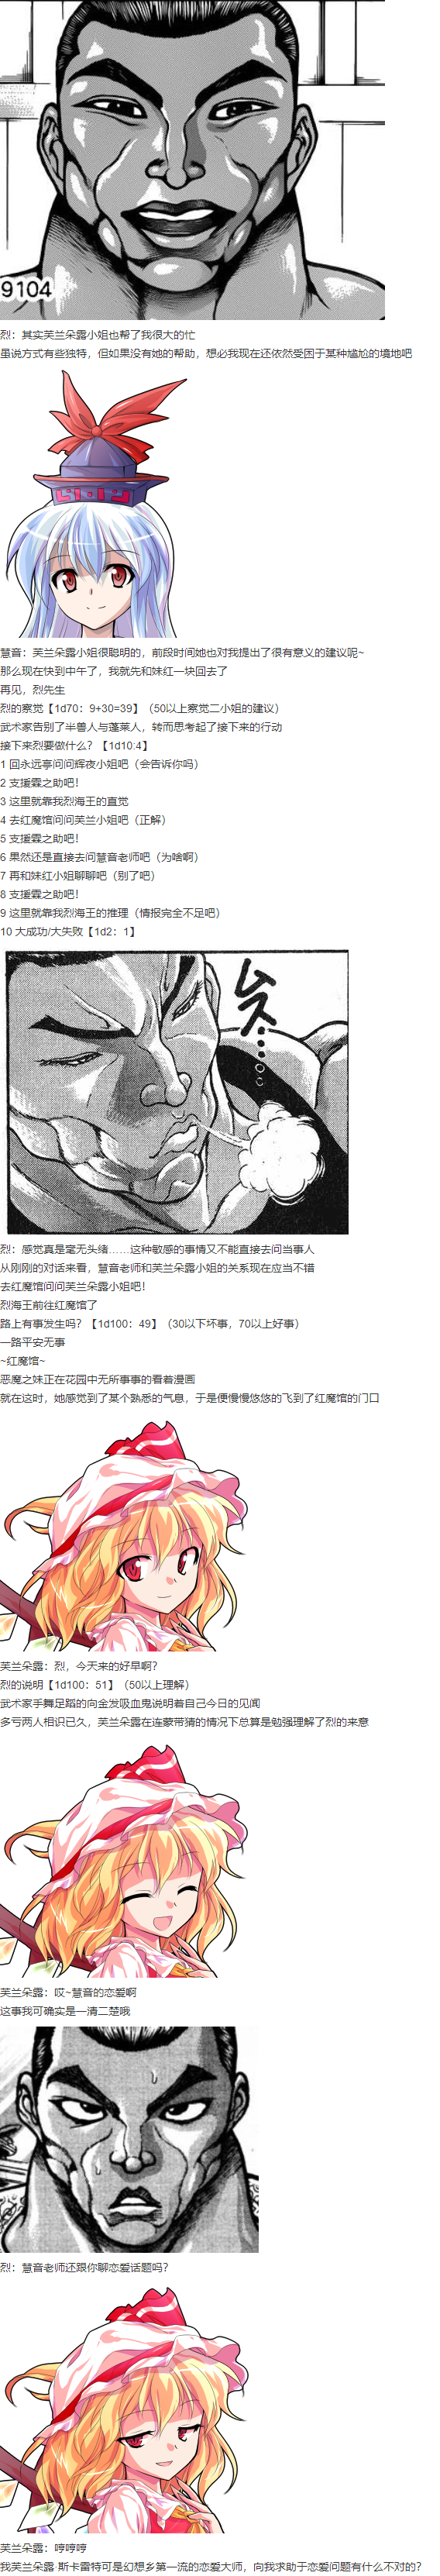 9104
烈：其实芙兰朵露小姐也帮了我很大的忙
虽说方式有些独特，但如果没有她的帮助，想必我现在还依然受困于某种尴尬的境地吧
慧音：芙兰朵露小姐很聪明的，前段时间她也对我提出了很有意义的建议呢~
那么现在快到中午了，我就先和妹红一块回去了
再见，烈先生
烈的察觉【1d70：9+30=39】（50以上察觉二小姐的建议）
武术家告别了半兽人与蓬莱人，转而思考起了接下来的行动
接下来烈要做什么？【1d10:4】
1 回永远亭问问辉夜小姐吧（会告诉你吗）
2 支援霖之助吧！
3 这里就靠我烈海王的直觉
4 去红魔馆问问芙兰小姐吧（正解）
5 支援霖之助吧！
6 果然还是直接去问慧音老师吧（为啥啊）
7 再和妹红小姐聊聊吧（别了吧）
8 支援霖之助吧！
9 这里就靠我烈海王的推理（情报完全不足吧）
10 大成功/大失败【1d2：1】
ムス…。。
烈：感觉真是毫无头绪……这种敏感的事情又不能直接去问当事人
从刚刚的对话来看，慧音老师和芙兰朵露小姐的关系现在应当不错
去红魔馆问问芙兰朵露小姐吧！
烈海王前往红魔馆了
路上有事发生吗？【1d100：49】（30以下坏事，70以上好事）
一路平安无事
~红魔馆~
恶魔之妹正在花园中无所事事的看着漫画
就在这时，她感觉到了某个熟悉的气息，于是便慢慢悠悠的飞到了红魔馆的门口
芙兰朵露：烈，今天来的好早啊？
烈的说明【1d100：51】（50以上理解）
武术家手舞足蹈的向金发吸血鬼说明着自己今日的见闻
多亏两人相识已久，芙兰朵露在连蒙带猜的情况下总算是勉强理解了烈的来意
芙兰朵露：哎~慧音的恋爱啊
这事我可确实是一清二楚哦
烈：慧音老师还跟你聊恋爱话题吗？
芙兰朵露：哼哼哼
我芙兰朵露·斯卡雷特可是幻想乡第一流的恋爱大师，向我求助于恋爱问题有什么不对的？